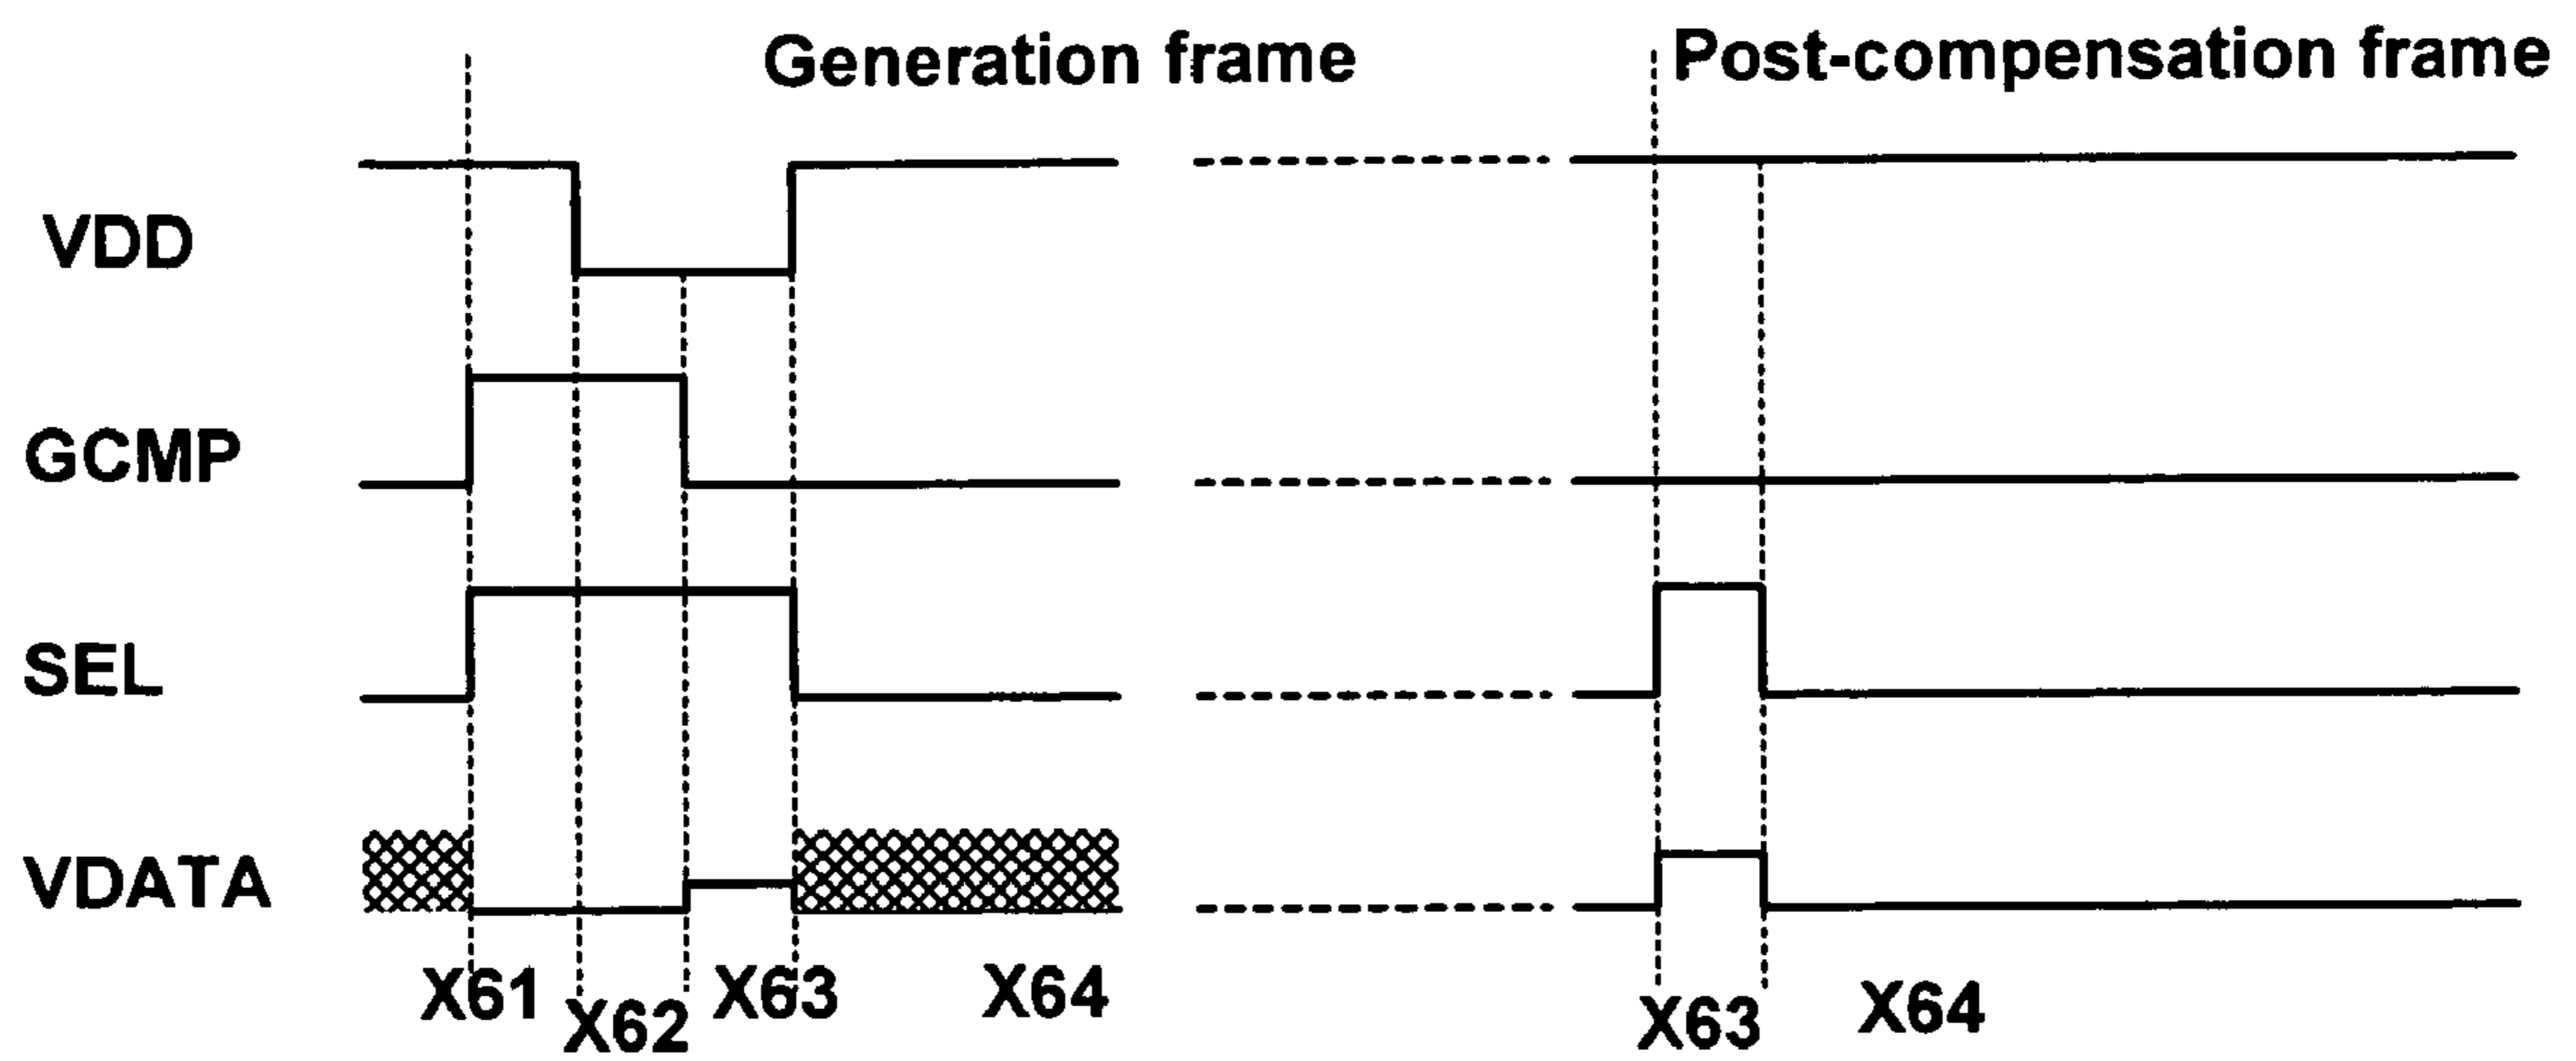 Generation frame
Post-compensation frame
VDD
GCMP
SEL
VDATA
X61
X62
X63
X64
X63
X64